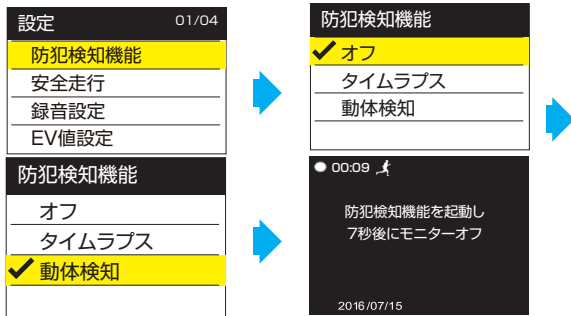 設定 01/04
防犯検知機能
安全走行
録音設定
EV値設定
防犯検知機能
オフ
タイムラプス
動体検知
防犯検知機能
オフ
タイムラプス
動体検知
00:09
防犯検知機能を起動し
7秒後にモニターオフ
2016/07/15